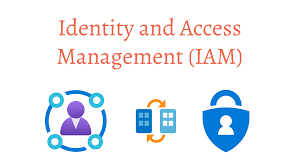 Identity and Access
Management (IAM)